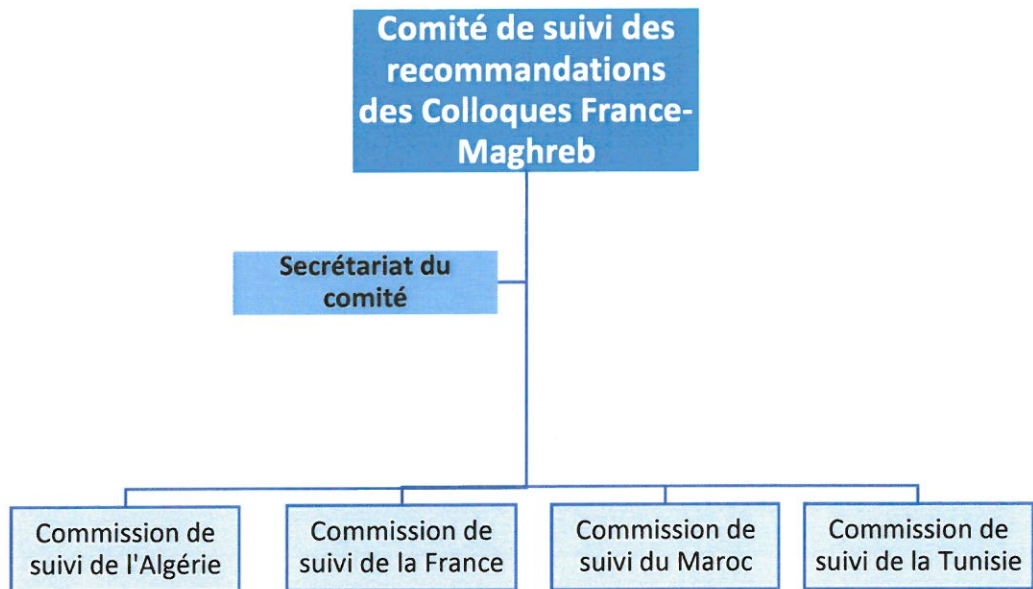 Comité de suivi des
recommandations
des Colloques France-
Maghreb
Secrétariat du
comité
Commission de
suivi de l'Algérie
Commission de
suivi de la France
Commission de
suivi du Maroc
Commission de
suivi de la Tunisie